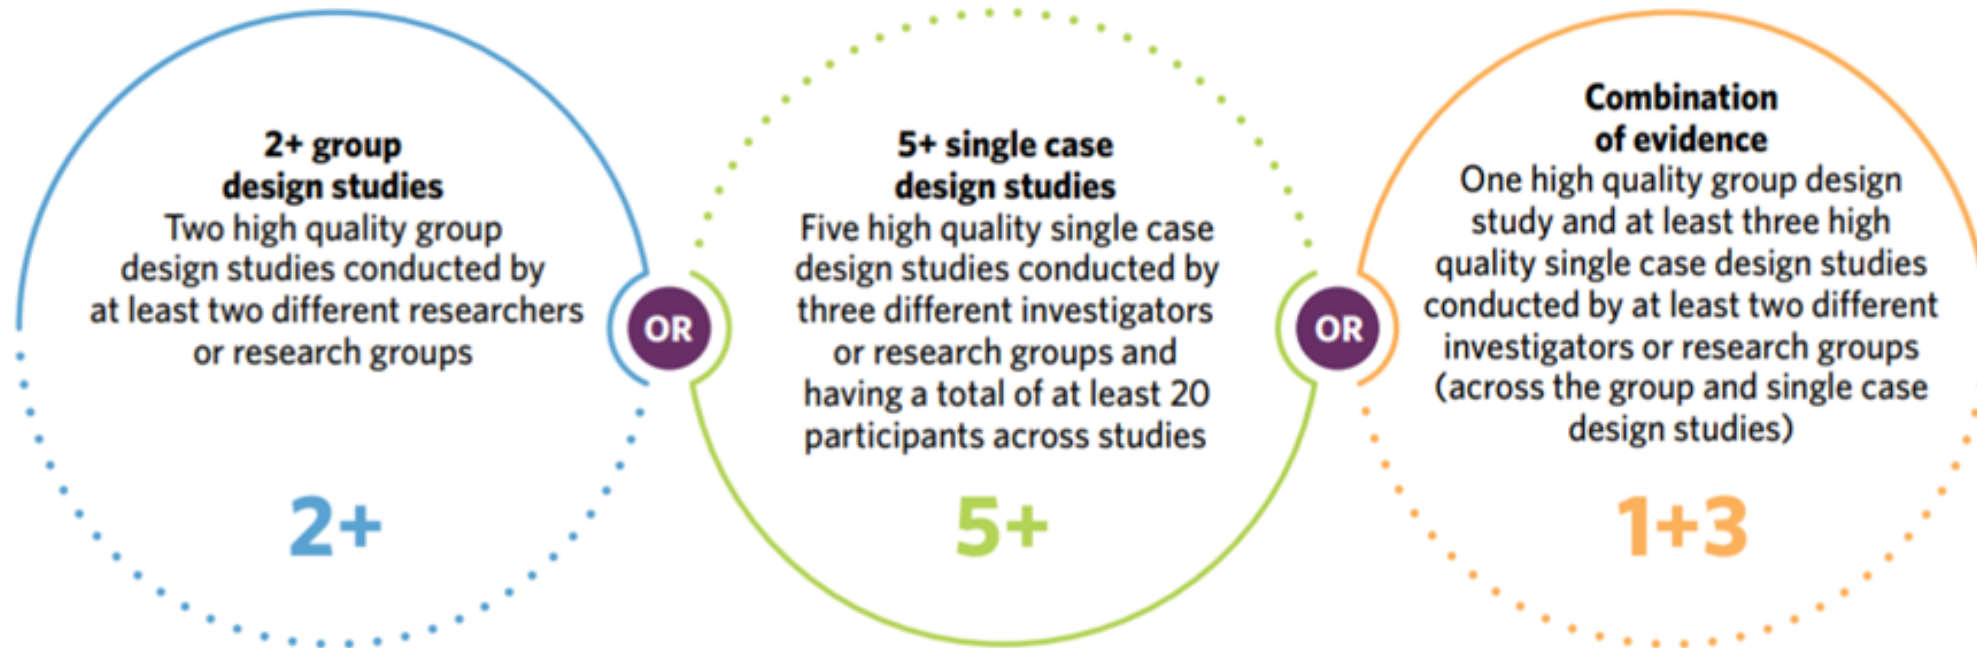 2+ group
design studies
Two high quality group
design studies conducted by
at least two different researchers
or research groups
2+
OR
5+ single case
design studies
Five high quality single case
design studies conducted by
three different investigators
or research groups and
having a total of at least 20
participants across studies
5+
OR
Combination
of evidence
One high quality group design
study and at least three high
quality single case design studies
conducted by at least two different
investigators or research groups
(across the group and single case
design studies)
1+3